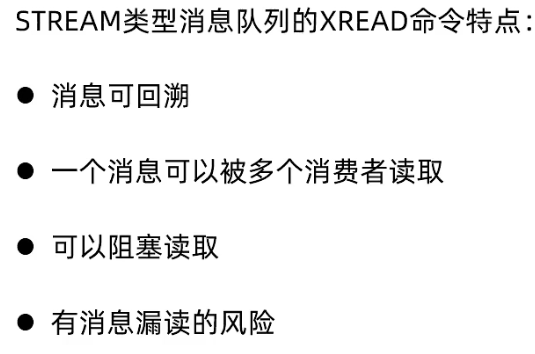 STREAM类型消息队列的XREAD命令特点：
● 消息可回溯
● 一个消息可以被多个消费者读取
● 可以阻塞读取
● 有消息漏读的风险